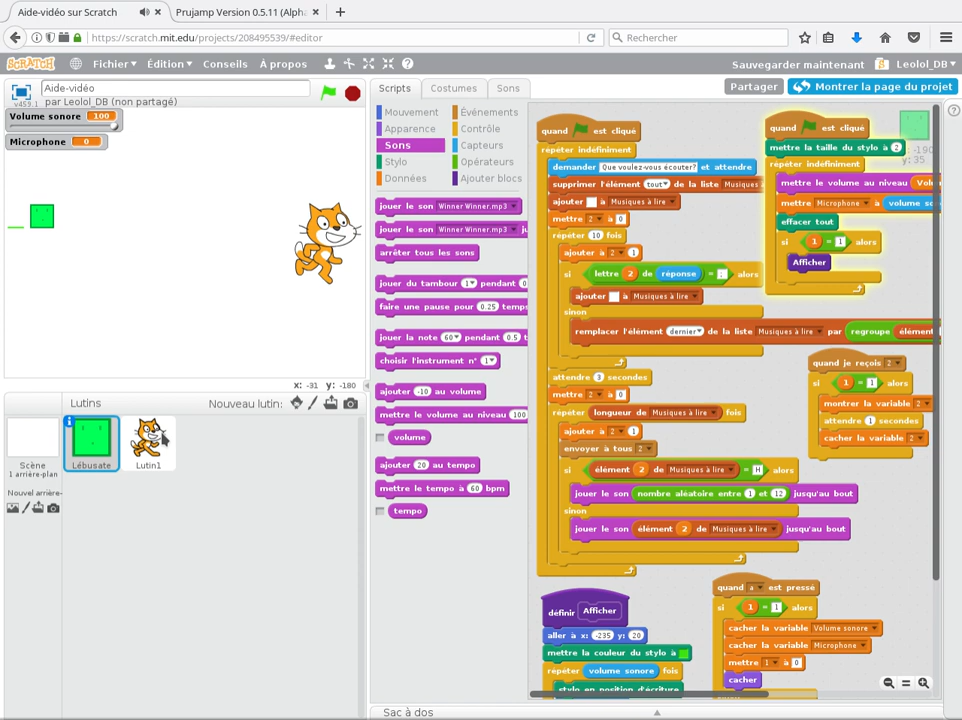 Aide-vidéo sur Scratch
Prujamp Version 0.5.11 (Alph
https://scratch.mit.edu/projects/208495539/#editor
Rechercher
SCRATCH
Fichier
Édition
Conseils
À propos
Sauvegarder maintenant
Leolol_DB
v459.1
Aide-vidéo
par Leolol_DB (non partagé)
Scripts
Costumes
Sons
Partager
Montrer la page du projet
Volume sonore 100
Microphone 0
x: -31 y: -180
Lutins
Nouveau lutin:
Scène
1 arrière-plan
Nouvel arrière-
Lébusate
Lutin1
Mouvement
Apparence
Sons
Stylo
Données
Événements
Contrôle
Capteurs
Opérateurs
Ajouter blocs
jouer le son Winner Winner.mp3
jouer le son Winner Winner.mp3 ju
arrêter tous les sons
jouer du tambour 1 pendant 0
faire une pause pour 0.25 temps
jouer la note 60 pendant 0.5 t
choisir l'instrument n° 1
ajouter -10 au volume
mettre le volume au niveau 100
volume
ajouter 20 au tempo
mettre le tempo à 60 bpm
tempo
quand est cliqué
répéter indéfiniment
demander Que voulez-vous écouter? et attendre
supprimer l'élément tout de la liste Musiques
ajouter à Musiques à lire
mettre 2 à 0
répéter 10 fois
ajouter à 2 1
si lettre 2 de réponse = ; alors
ajouter à Musiques à lire
sinon
remplacer l'élément dernier de la liste Musiques à lire par regroupe élément
attendre 3 secondes
mettre 2 à 0
répéter longueur de Musiques à lire fois
ajouter à 2 1
envoyer à tous 2
si élément 2 de Musiques à lire = H alors
jouer le son nombre aléatoire entre 1 et 12 jusqu'au bout
sinon
jouer le son élément 2 de Musiques à lire jusqu'au bout
quand est cliqué
mettre la taille du stylo à 2
répéter indéfiniment
mettre le volume au niveau Volu
mettre Microphone à volume so
effacer tout
si 1 = 1 alors
Afficher
: -190
y: 35
quand je reçois 2
si 1 = 1 alors
montrer la variable 2
attendre 1 secondes
cacher la variable 2
définir Afficher
aller à x: -235 y: 20
mettre la couleur du stylo à
répéter volume sonore fois
stylo en position d'écriture
quand a est pressé
si 1 = 1 alors
cacher la variable Volume sonore
cacher la variable Microphone
mettre 1 à 0
cacher
Sac à dos